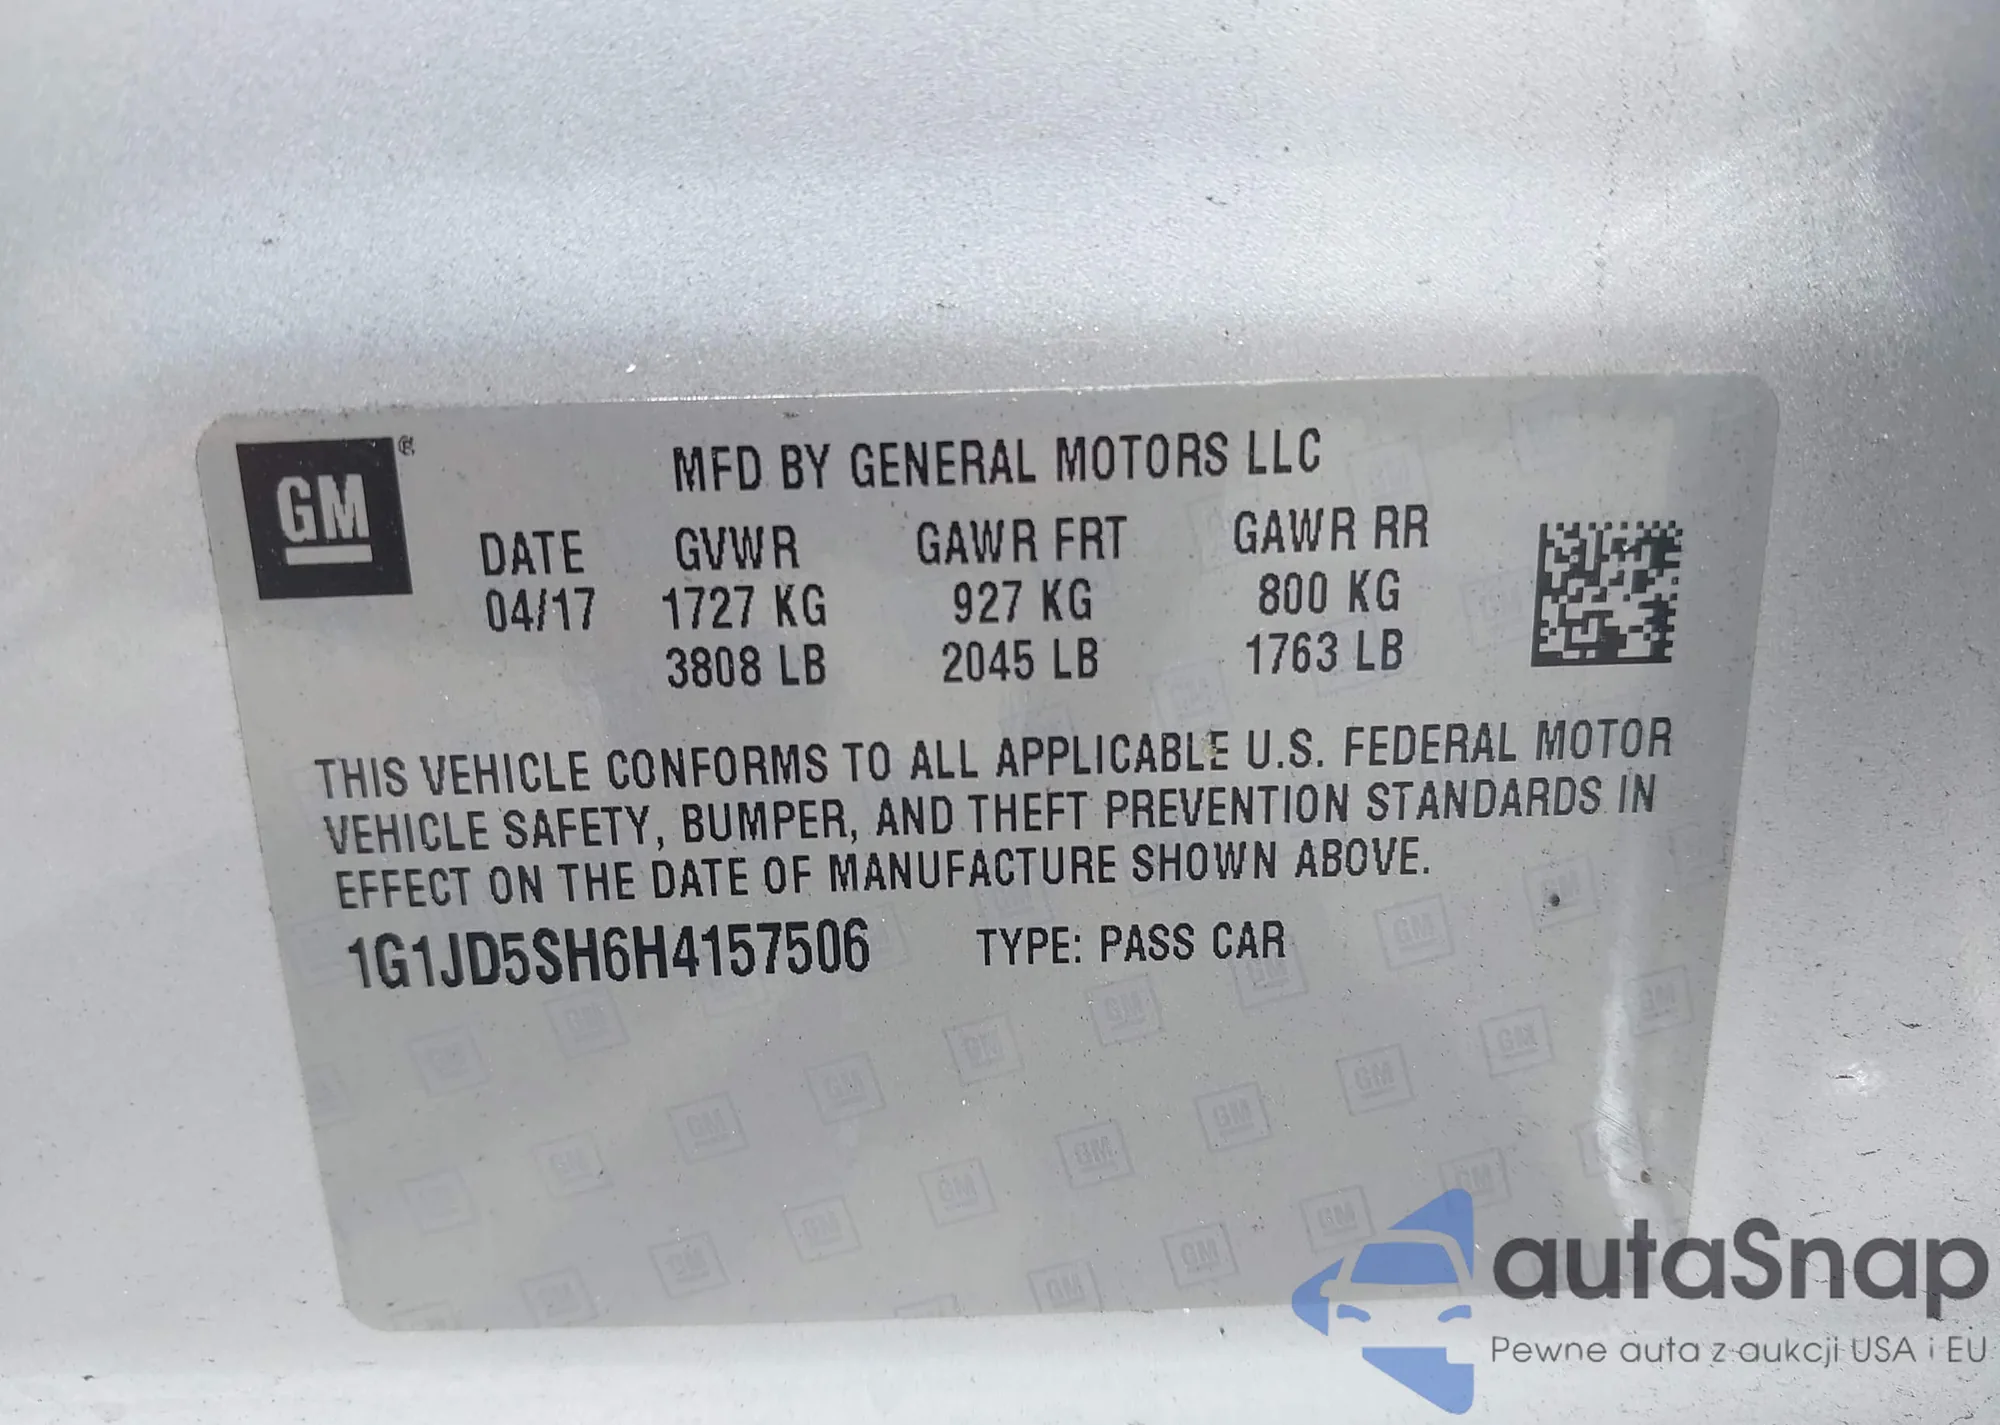 GM®
MFD BY GENERAL MOTORS LLC
DATE GVWR GAWR FRT GAWR RR
04/17 1727 KG 927 KG 800 KG
3808 LB 2045 LB 1763 LB
THIS VEHICLE CONFORMS TO ALL APPLICABLE U.S. FEDERAL MOTOR
VEHICLE SAFETY, BUMPER, AND THEFT PREVENTION STANDARDS IN
EFFECT ON THE DATE OF MANUFACTURE SHOWN ABOVE.
1G1JD5SH6H4157506 TYPE: PASS CAR
autaSnap
Pewne auta z aukcji USA i EU